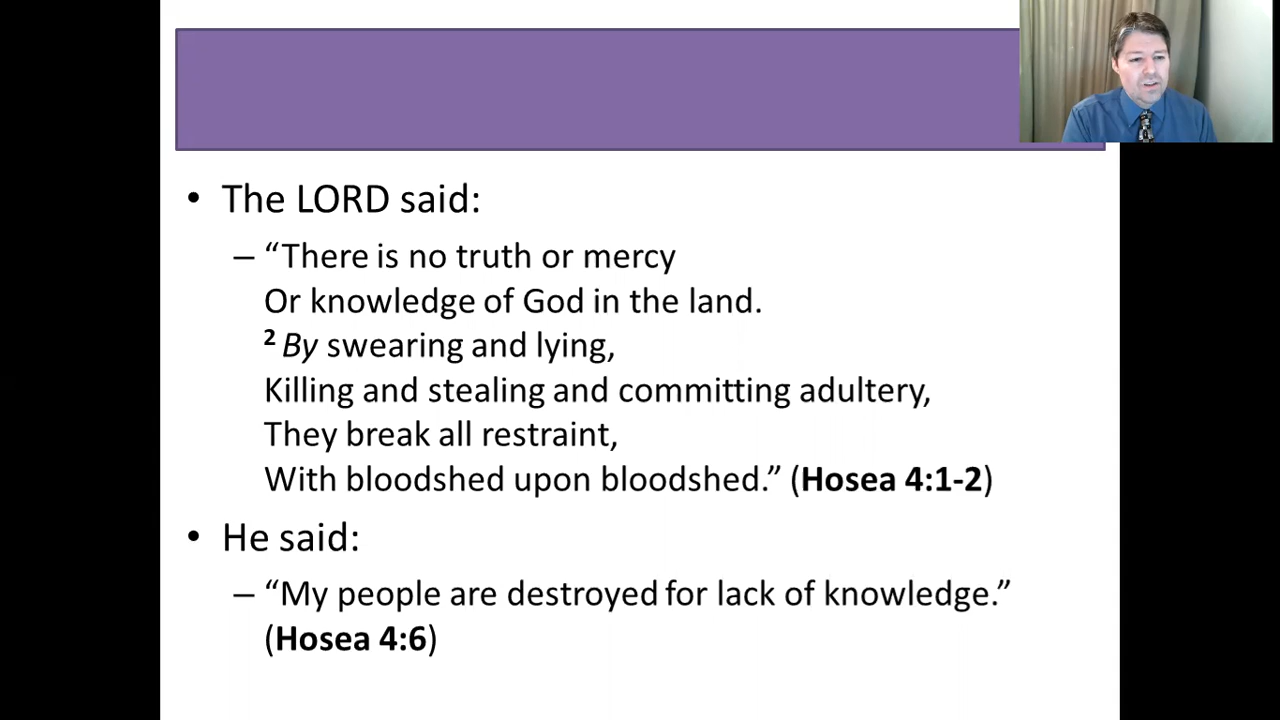 • The LORD said:
– “There is no truth or mercy
Or knowledge of God in the land.
² By swearing and lying,
Killing and stealing and committing adultery,
They break all restraint,
With bloodshed upon bloodshed.” (Hosea 4:1-2)
• He said:
– “My people are destroyed for lack of knowledge.”
(Hosea 4:6)